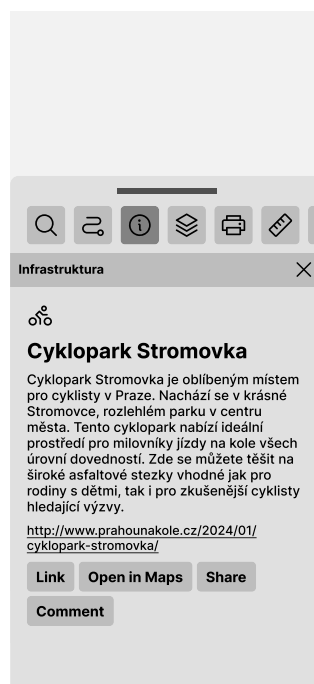 Infrastruktura
Cyklopark Stromovka
Cyklopark Stromovka je oblíbeným místem
pro cyklisty v Praze. Nachází se v krásné
Stromovce, rozlehlém parku v centru
města. Tento cyklopark nabízí ideální
prostředí pro milovníky jízdy na kole všech
úrovní dovedností. Zde se můžete těšit na
široké asfaltové stezky vhodné jak pro
rodiny s dětmi, tak i pro zkušenější cyklisty
hledající výzvy.
http://www.prahounakole.cz/2024/01/
cyklopark-stromovka/
Link Open in Maps Share
Comment